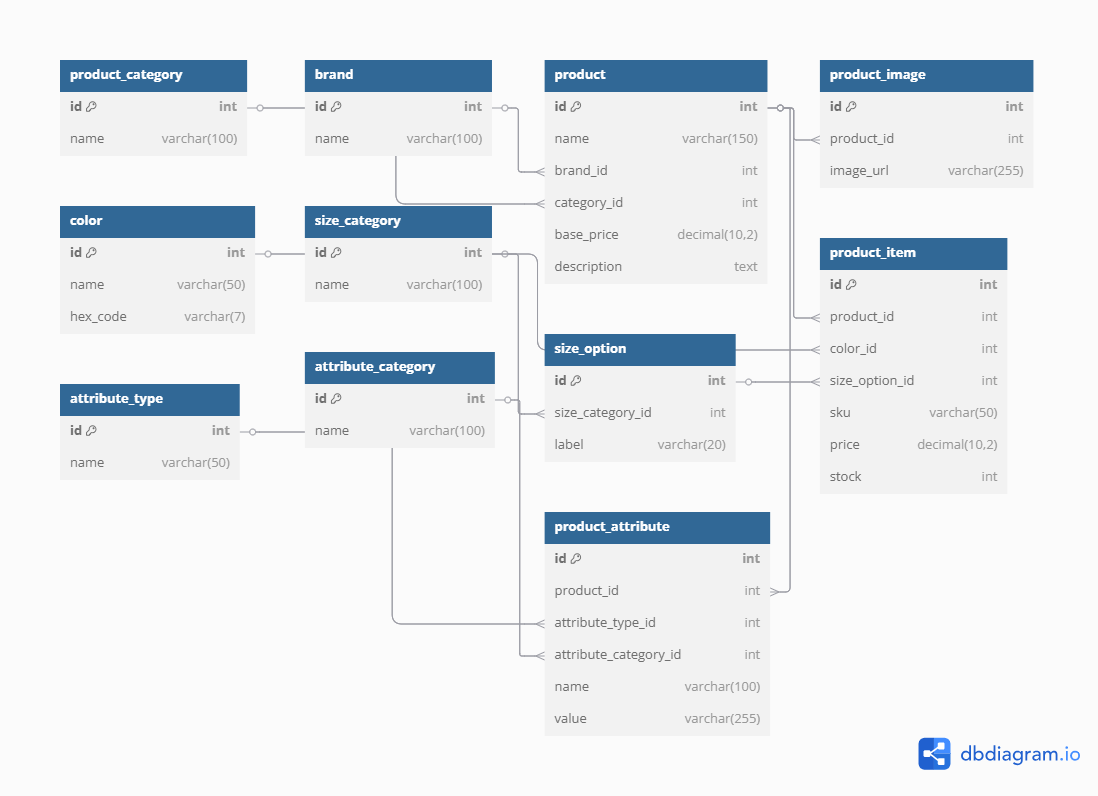 product_category
id int
name varchar(100)
brand
id int
name varchar(100)
product
id int
name varchar(150)
brand_id int
category_id int
base_price decimal(10,2)
description text
product_image
id int
product_id int
image_url varchar(255)
color
id int
name varchar(50)
hex_code varchar(7)
size_category
id int
name varchar(100)
product_item
id int
product_id int
color_id int
size_option_id int
sku varchar(50)
price decimal(10,2)
stock int
size_option
id int
size_category_id int
label varchar(20)
attribute_category
id int
name varchar(100)
attribute_type
id int
name varchar(50)
product_attribute
id int
product_id int
attribute_type_id int
attribute_category_id int
name varchar(100)
value varchar(255)
dbdiagram.io